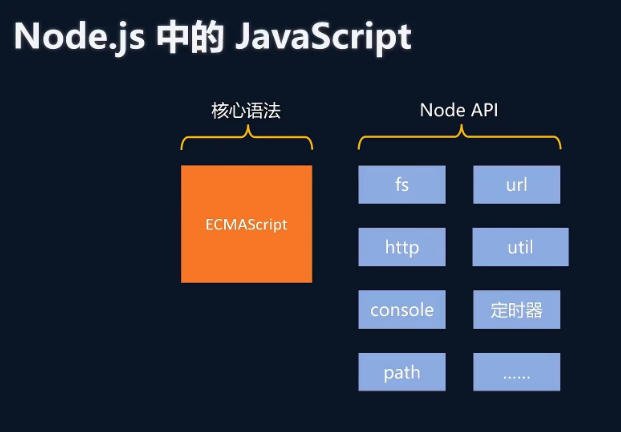 Node.js 中的 JavaScript
核心语法
Node API
ECMAScript
fs
url
http
util
console
定时器
path
……